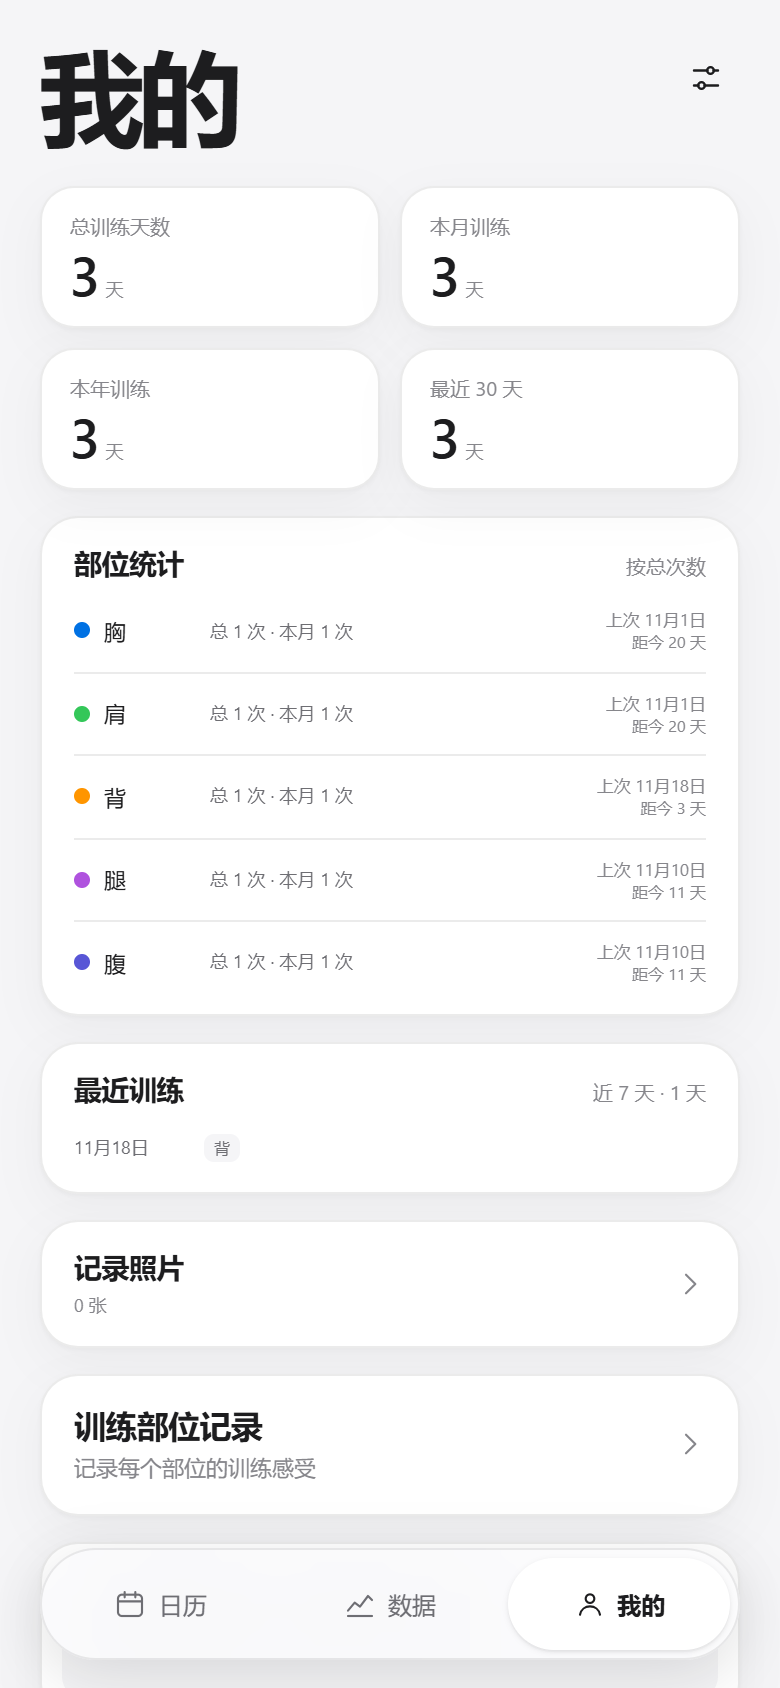 我的
总训练天数
3 天
本月训练
3 天
本年训练
3 天
最近 30 天
3 天
部位统计
按总次数
胸
总 1 次 · 本月 1 次
上次 11月1日
距今 20 天
肩
总 1 次 · 本月 1 次
上次 11月1日
距今 20 天
背
总 1 次 · 本月 1 次
上次 11月18日
距今 3 天
腿
总 1 次 · 本月 1 次
上次 11月10日
距今 11 天
腹
总 1 次 · 本月 1 次
上次 11月10日
距今 11 天
最近训练
近 7 天 · 1 天
11月18日
背
记录照片
0 张
训练部位记录
记录每个部位的训练感受
日历
数据
我的